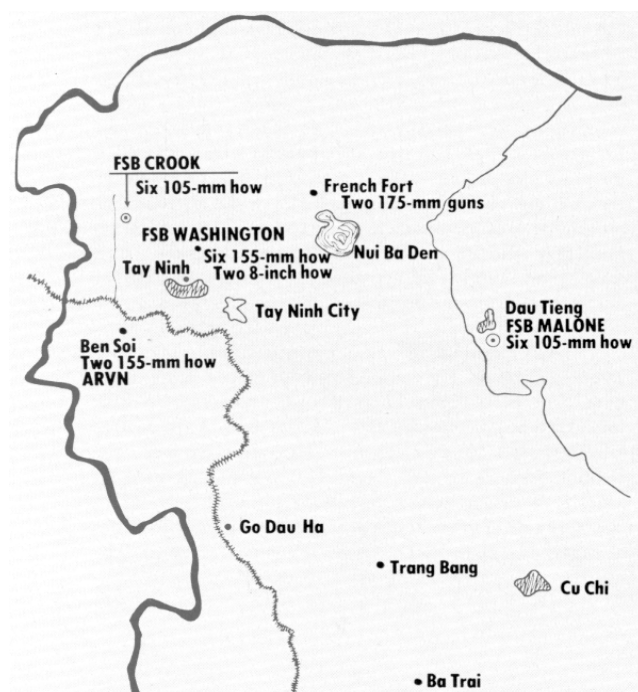 FSB CROOK
Six 105-mm how
French Fort
Two 175-mm guns
FSB WASHINGTON
Six 155-mm how
Two 8-inch how
Nui Ba Den
Tay Ninh
Tay Ninh City
Dau Tieng
FSB MALONE
Six 105-mm how
Ben Soi
Two 155-mm how
ARVN
Go Dau Ha
Trang Bang
Cu Chi
Ba Trai